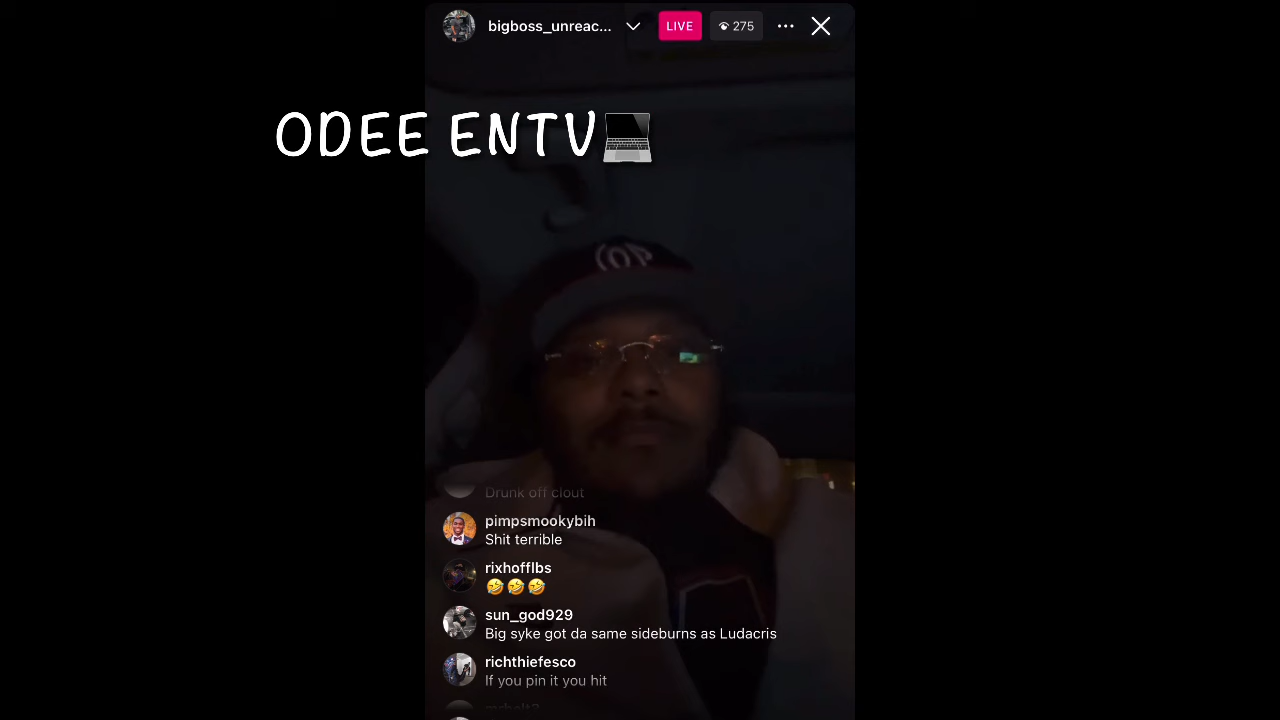 bigboss_unreac...
LIVE
275
ODEE ENTV
Drunk off clout
pimpsmookybih
Shit terrible
rixhofflbs
🤣🤣🤣
sun_god929
Big syke got da same sideburns as Ludacris
richthiefesco
If you pin it you hit